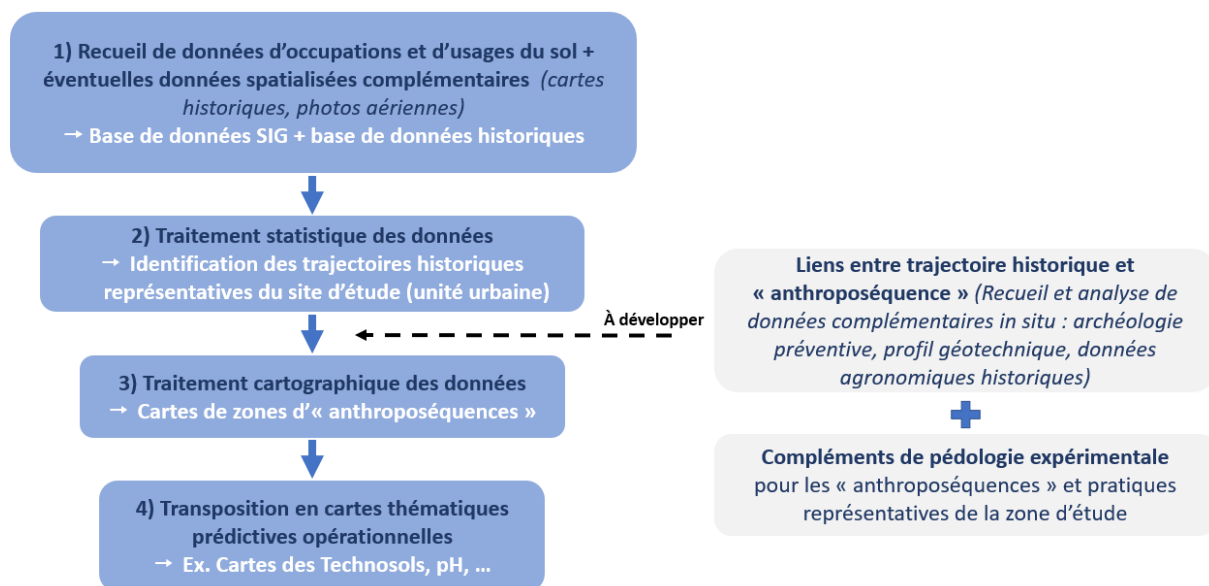 1) Recueil de données d’occupations et d’usages du sol +
éventuelles données spatialisées complémentaires (cartes
historiques, photos aériennes)
→ Base de données SIG + base de données historiques
2) Traitement statistique des données
→ Identification des trajectoires historiques
représentatives du site d’étude (unité urbaine)
À développer
3) Traitement cartographique des données
→ Cartes de zones d’« anthroposéquences »
4) Transposition en cartes thématiques
prédictives opérationnelles
→ Ex. Cartes des Technosols, pH, ...
Liens entre trajectoire historique et
« anthroposéquence » (Recueil et analyse de
données complémentaires in situ : archéologie
préventive, profil géotechnique, données
agronomiques historiques)
Compléments de pédologie expérimentale
pour les « anthroposéquences » et pratiques
représentatives de la zone d’étude